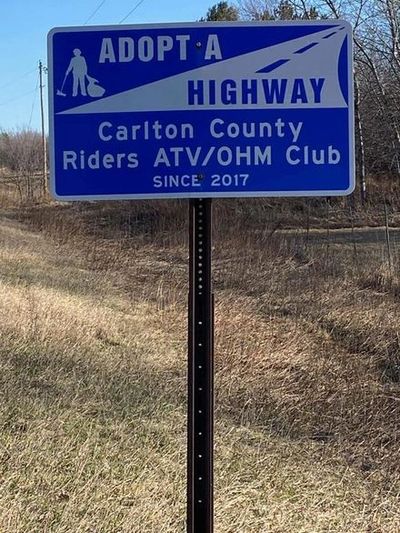 ADOPT A
HIGHWAY
Carlton County
Riders ATV/OHM Club
SINCE 2017